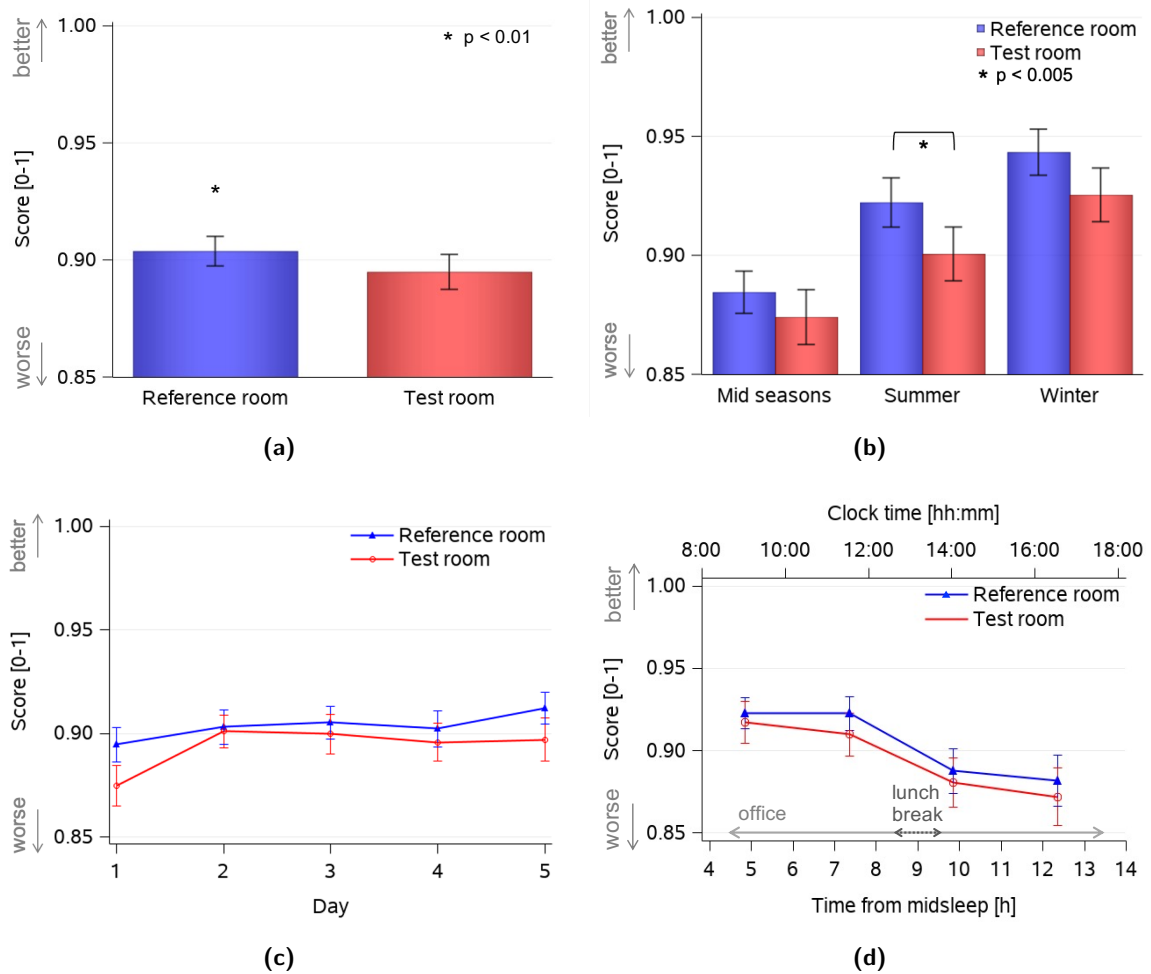 better
1.00
* p < 0.01
0.95
Score [0-1]
*
0.90
worse
0.85
Reference room
Test room
(a)
better
1.00
Reference room
Test room
* p < 0.005
0.95
*
Score [0-1]
0.90
worse
0.85
Mid seasons
Summer
Winter
(b)
better
1.00
Reference room
Test room
0.95
Score [0-1]
0.90
worse
0.85
1 2 3 4 5
Day
(c)
Clock time [hh:mm]
8:00 10:00 12:00 14:00 16:00 18:00
better
1.00
Reference room
Test room
0.95
Score [0-1]
0.90
lunch
break
office
worse
0.85
4 5 6 7 8 9 10 11 12 13 14
Time from midsleep [h]
(d)